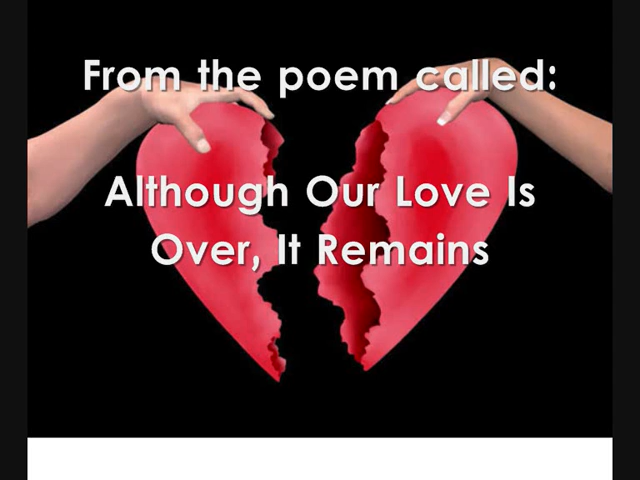 From the poem called:
Although Our Love Is
Over, It Remains